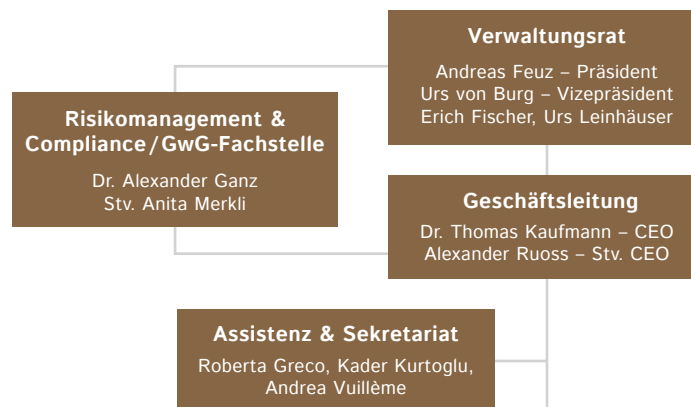 Verwaltungsrat
Andreas Feuz – Präsident
Urs von Burg – Vizepräsident
Erich Fischer, Urs Leinhäuser
Risikomanagement &
Compliance/GwG-Fachstelle
Dr. Alexander Ganz
Stv. Anita Merkli
Geschäftsleitung
Dr. Thomas Kaufmann – CEO
Alexander Ruoss – Stv. CEO
Assistenz & Sekretariat
Roberta Greco, Kader Kurtoglu,
Andrea Vuillème